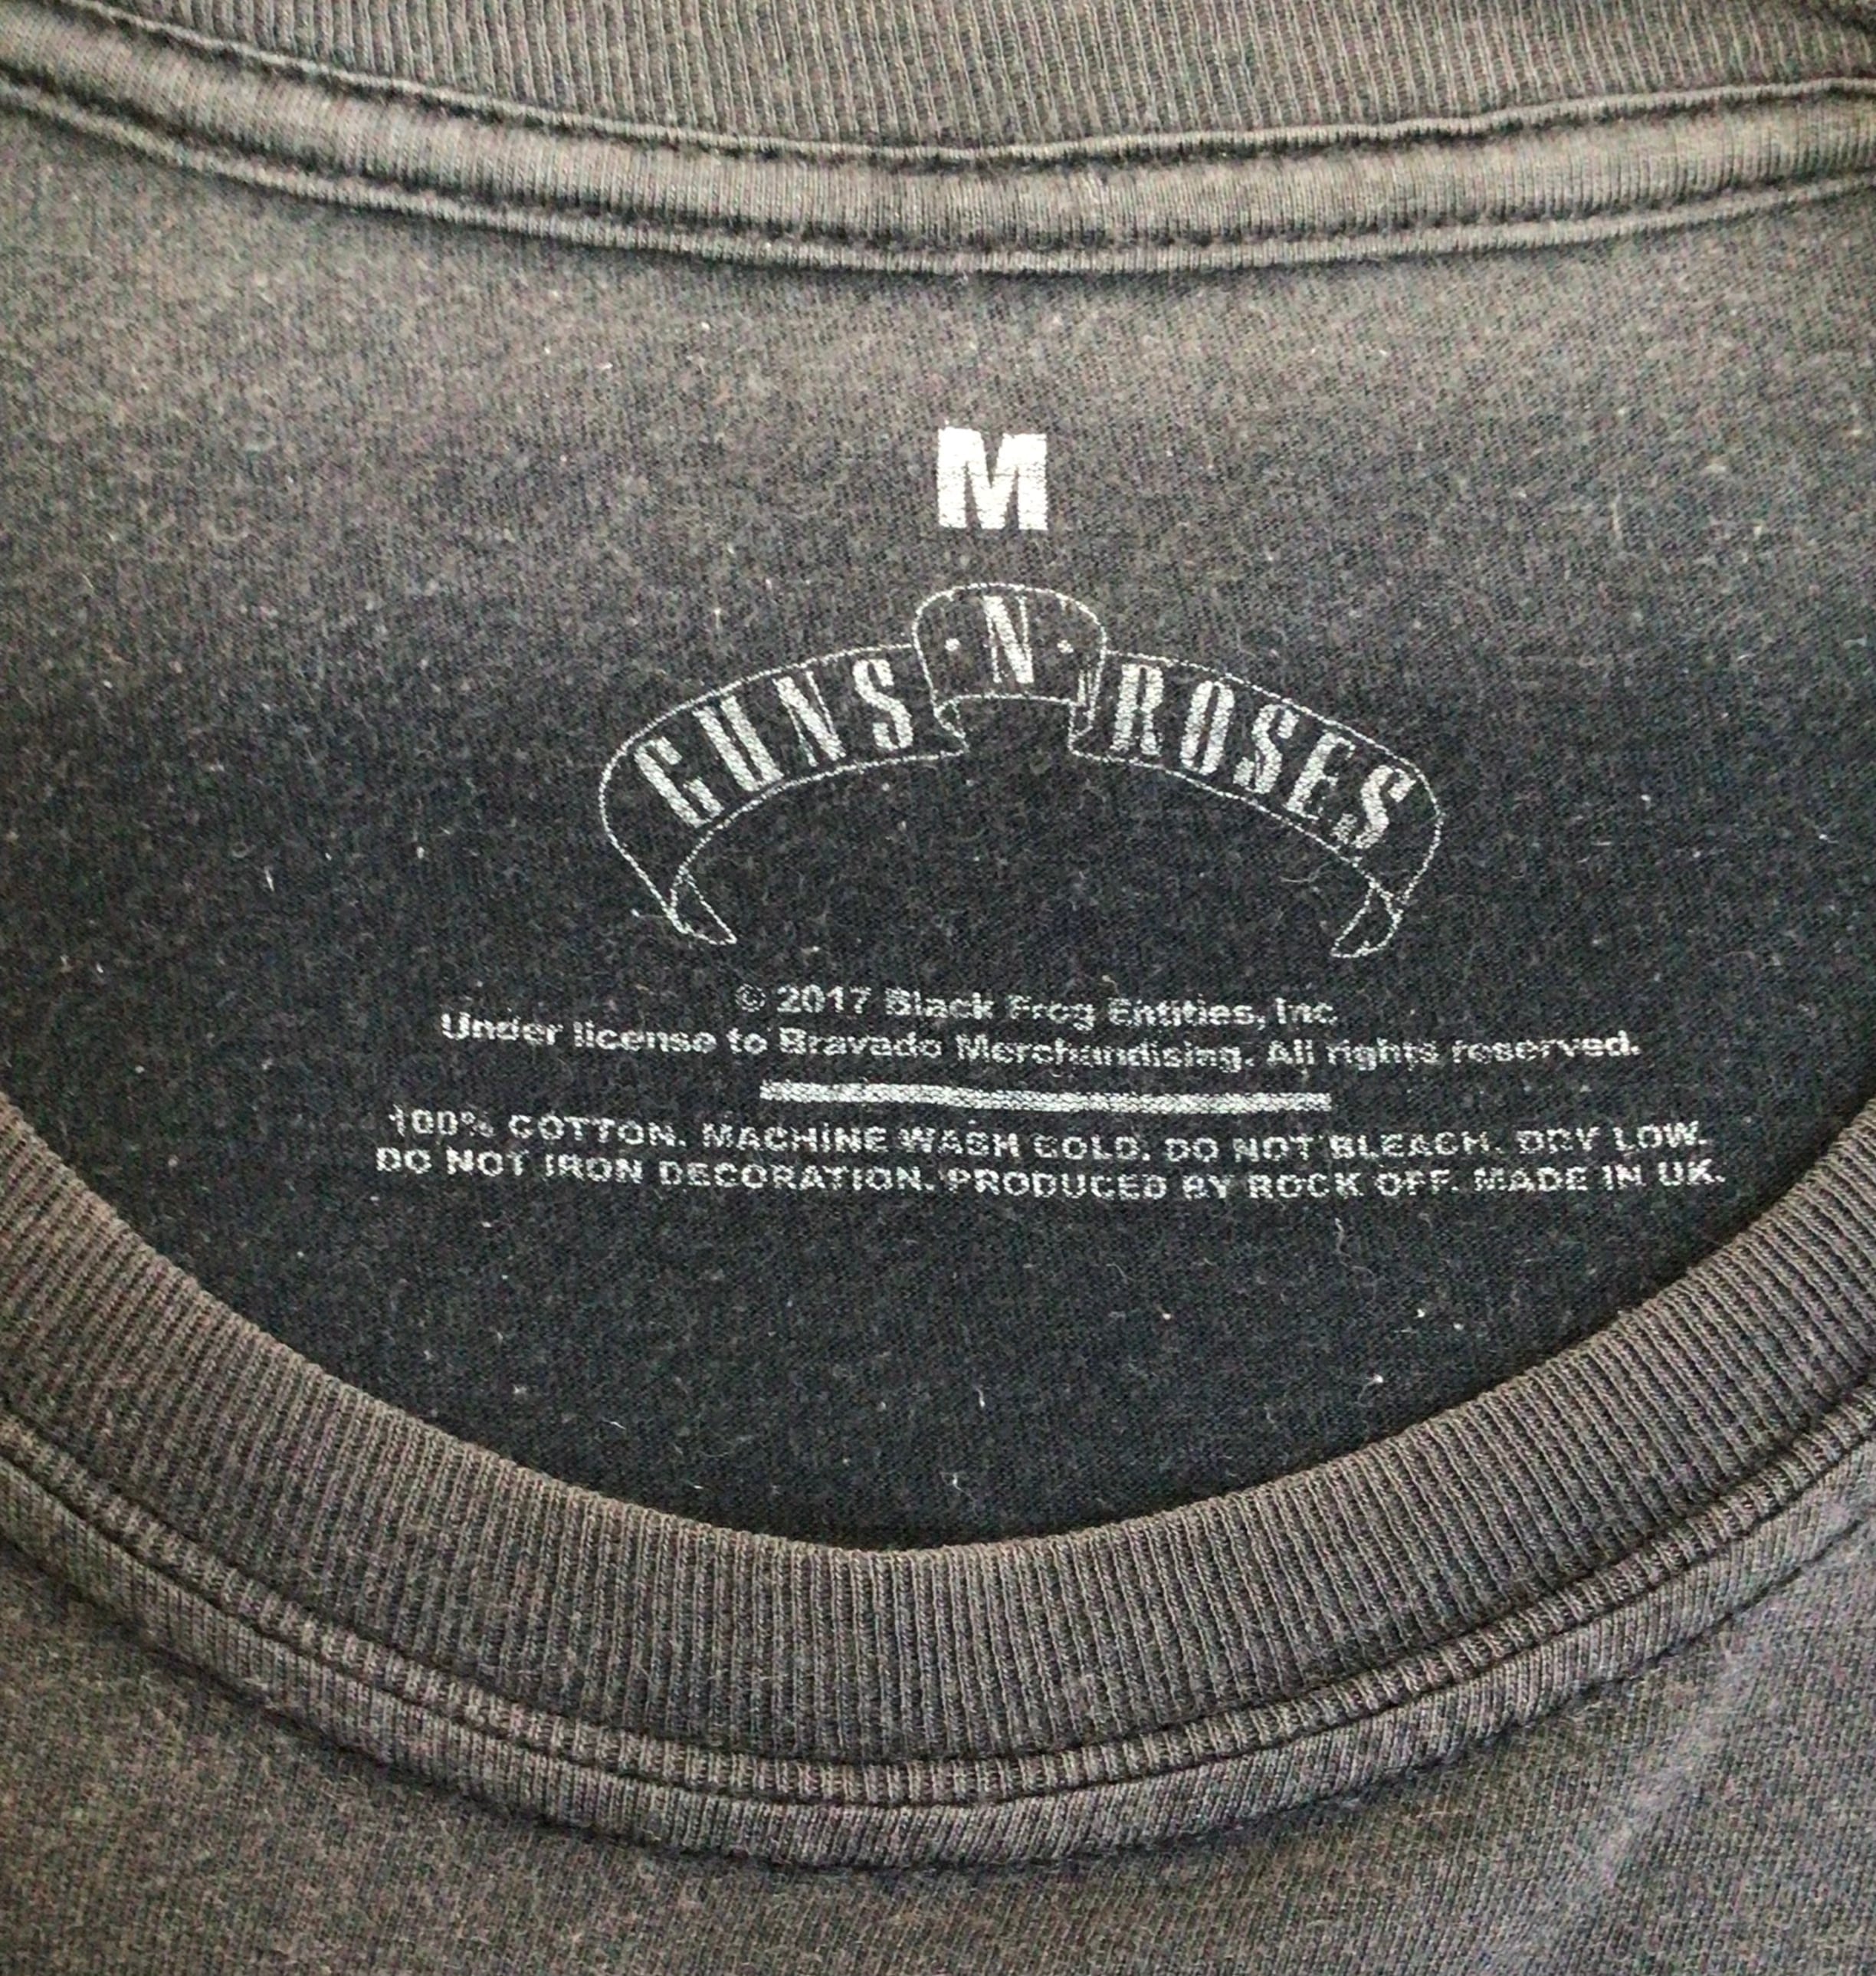 M
GUNS N' ROSES
© 2017 Black Frog Entities, Inc
Under license to Bravado Merchandising. All rights reserved.
100% COTTON. MACHINE WASH COLD. DO NOT BLEACH. DRY LOW.
DO NOT IRON DECORATION. PRODUCED BY ROCK OFF. MADE IN UK.